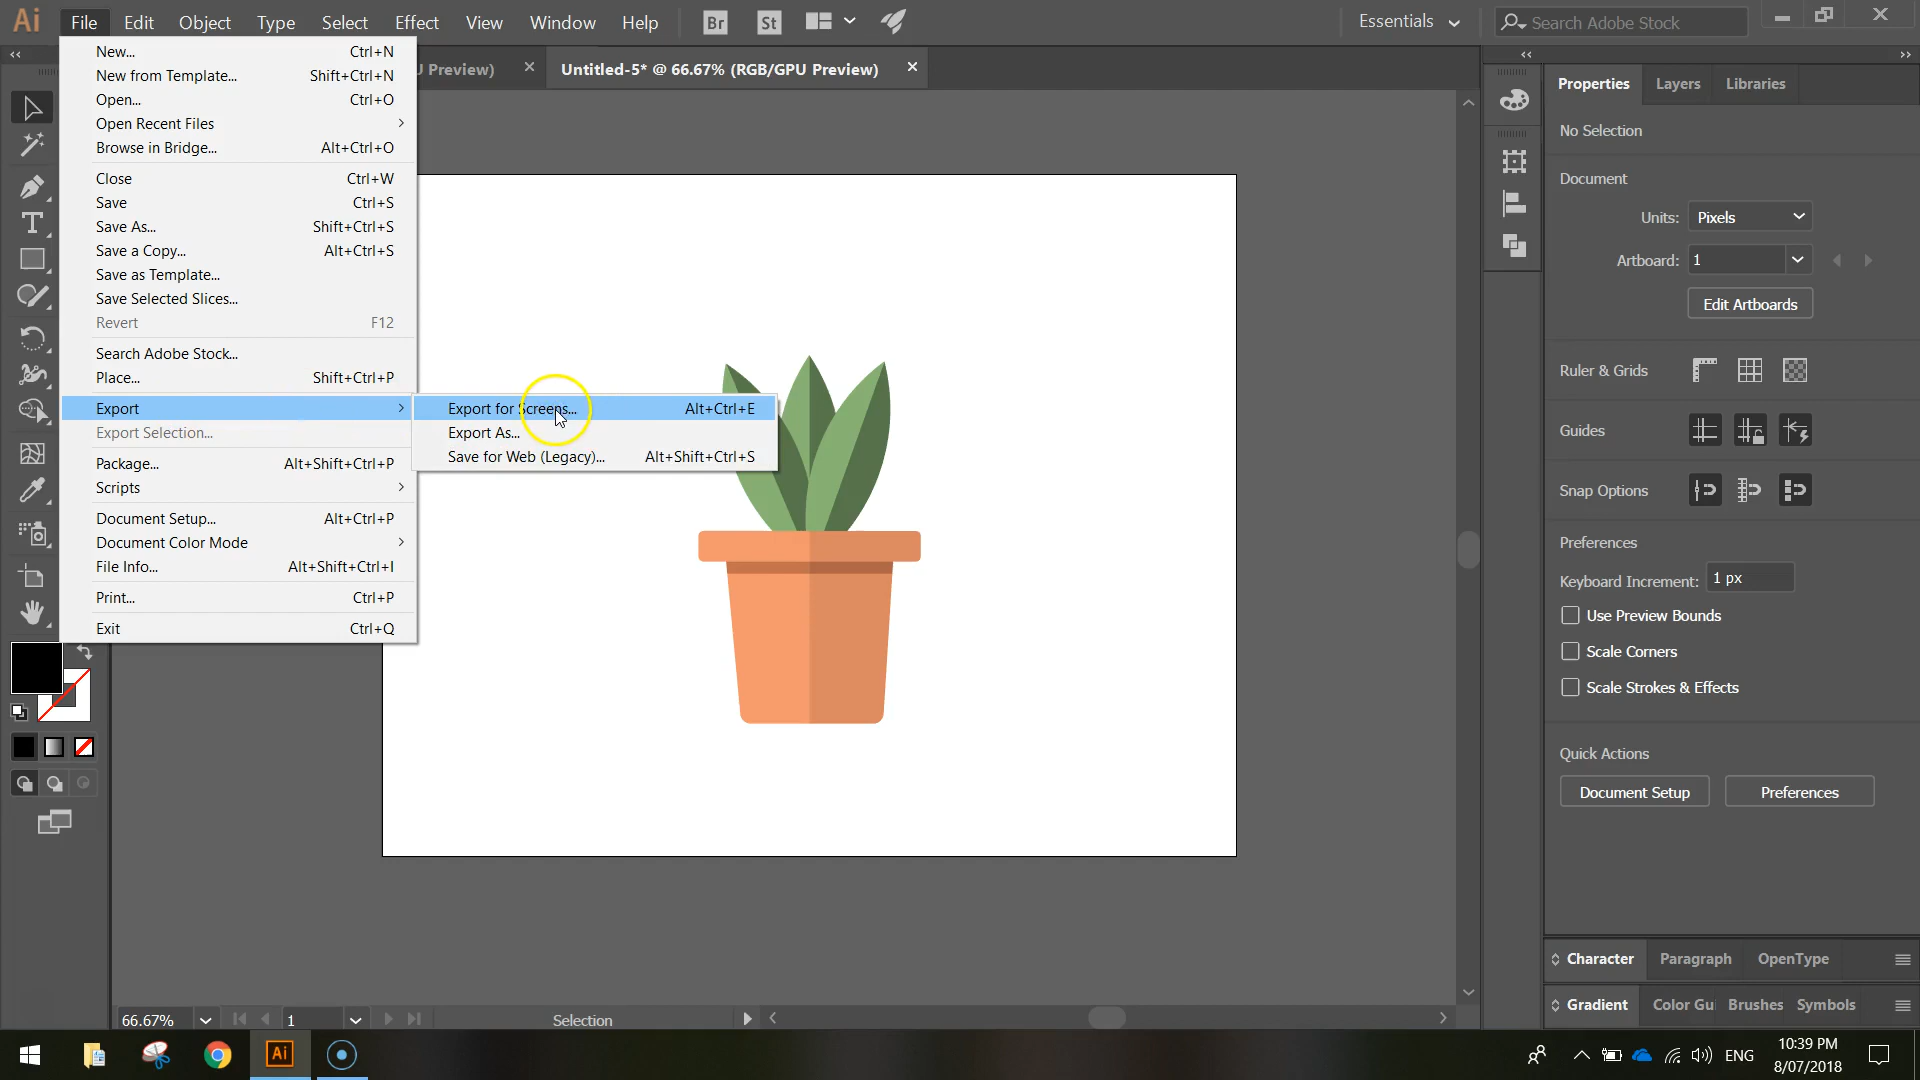 Ai File Edit Object Type Select Effect View Window Help Br St Essentials Search Adobe Stock
U Preview) Untitled-5* @ 66.67% (RGB/GPU Preview)
New... Ctrl+N
New from Template... Shift+Ctrl+N
Open... Ctrl+O
Open Recent Files
Browse in Bridge... Alt+Ctrl+O
Close Ctrl+W
Save Ctrl+S
Save As... Shift+Ctrl+S
Save a Copy... Alt+Ctrl+S
Save as Template...
Save Selected Slices...
Revert F12
Search Adobe Stock...
Place... Shift+Ctrl+P
Export
Export Selection...
Package... Alt+Shift+Ctrl+P
Scripts
Document Setup... Alt+Ctrl+P
Document Color Mode
File Info... Alt+Shift+Ctrl+I
Print... Ctrl+P
Exit Ctrl+Q
Export for Screens... Alt+Ctrl+E
Export As...
Save for Web (Legacy)... Alt+Shift+Ctrl+S
Properties Layers Libraries
No Selection
Document
Units: Pixels
Artboard: 1
Edit Artboards
Ruler & Grids
Guides
Snap Options
Preferences
Keyboard Increment: 1 px
Use Preview Bounds
Scale Corners
Scale Strokes & Effects
Quick Actions
Document Setup Preferences
Character Paragraph OpenType
Gradient Color Gui Brushes Symbols
66.67% 1 Selection
Ai ENG 10:39 PM
8/07/2018